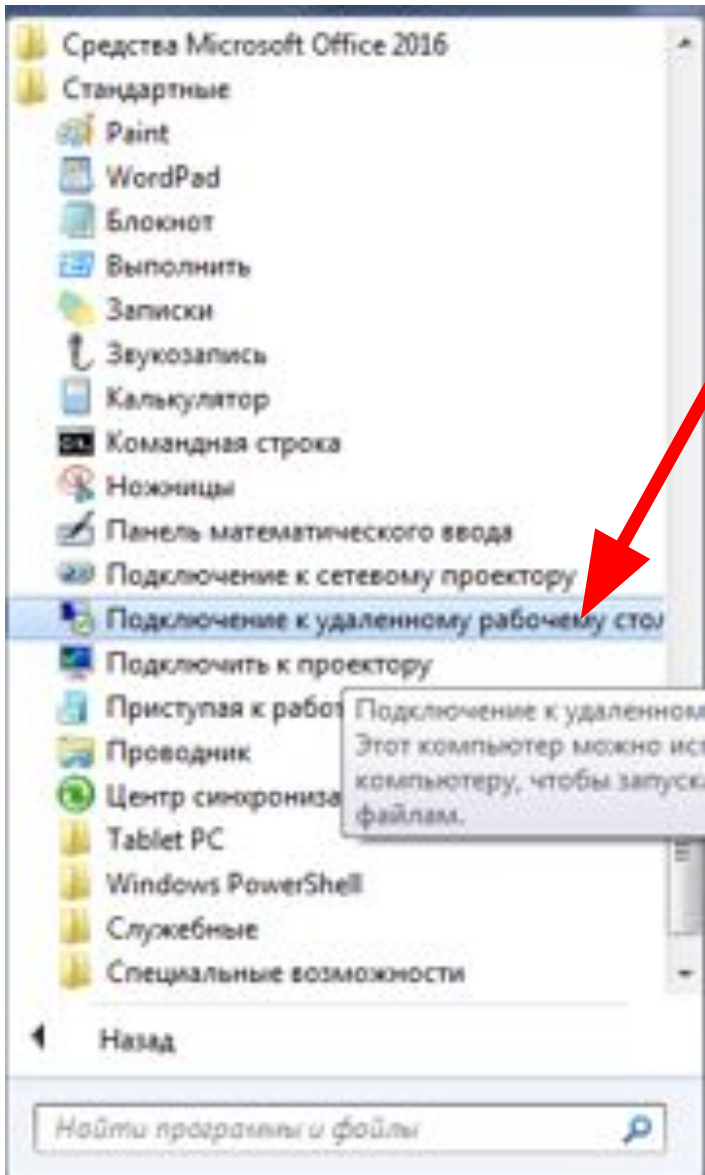 Средства Microsoft Office 2016
Стандартные
Paint
WordPad
Блокнот
Выполнить
Записки
Звукозапись
Калькулятор
Командная строка
Ножницы
Панель математического ввода
Подключение к сетевому проектору
Подключение к удаленному рабочему стол
Подключить к проектору
Приступая к работ
Подключение к удаленном
Проводник
Этот компьютер можно исп
Центр синхрониза
компьютеру, чтобы запуска
файлам.
Tablet PC
Windows PowerShell
Служебные
Специальные возможности
Назад
Найти программы и файлы